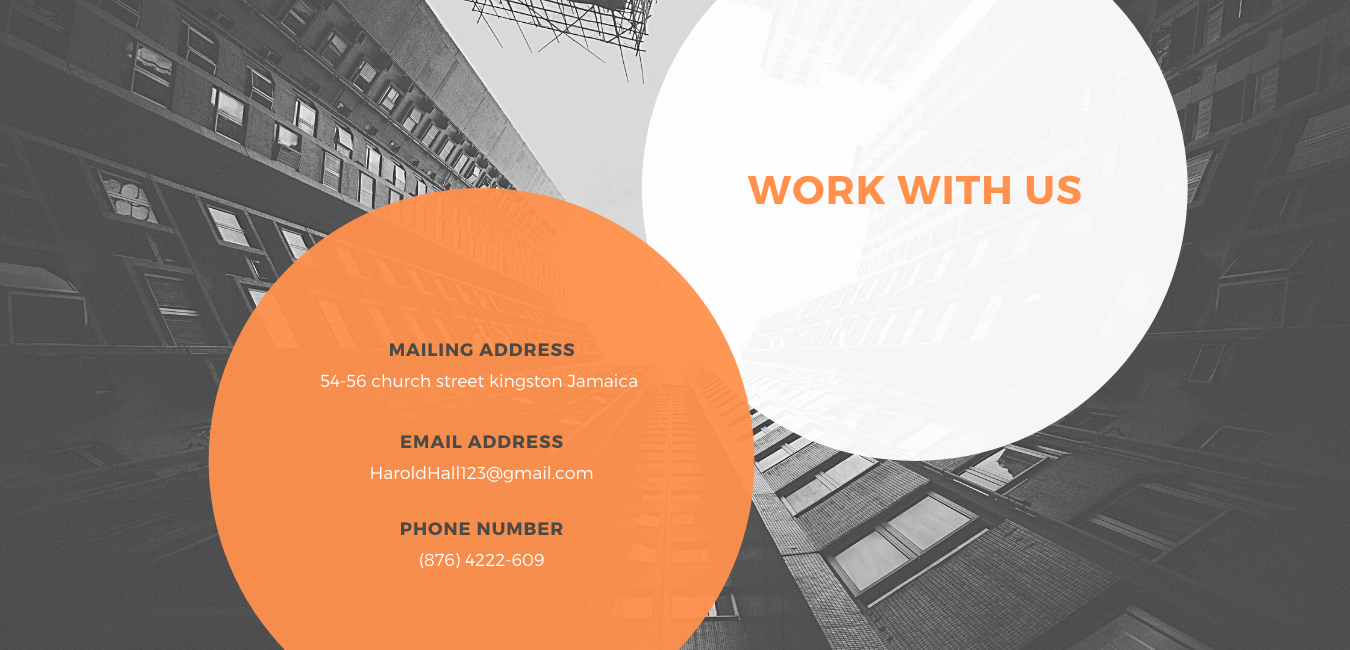 WORK WITH US
MAILING ADDRESS
54-56 church street kingston Jamaica
EMAIL ADDRESS
HaroldHall123@gmail.com
PHONE NUMBER
(876) 4222-609